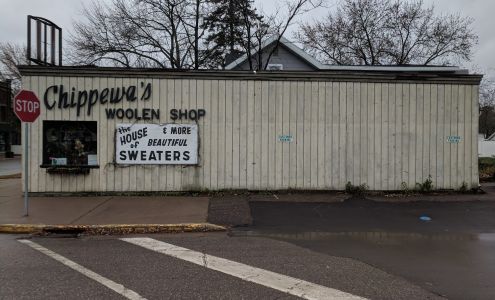 Chippewa's
WOOLEN SHOP
STOP
the
HOUSE & MORE
of BEAUTIFUL
SWEATERS